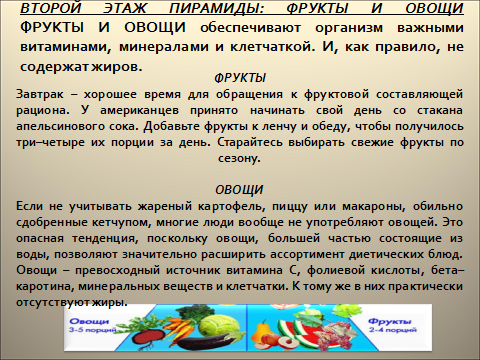 ВТОРОЙ ЭТАЖ ПИРАМИДЫ: ФРУКТЫ И ОВОЩИ
ФРУКТЫ И ОВОЩИ обеспечивают организм важными
витаминами, минералами и клетчаткой. И, как правило, не
содержат жиров.
ФРУКТЫ
Завтрак – хорошее время для обращения к фруктовой составляющей
рациона. У американцев принято начинать свой день со стакана
апельсинового сока. Добавьте фрукты к ленчу и обеду, чтобы получилось
три–четыре их порции за день. Старайтесь выбирать свежие фрукты по
сезону.
ОВОЩИ
Если не учитывать жареный картофель, пиццу или макароны, обильно
сдобренные кетчупом, многие люди вообще не употребляют овощей. Это
опасная тенденция, поскольку овощи, большей частью состоящие из
воды, позволяют значительно расширить ассортимент диетических блюд.
Овощи – превосходный источник витамина С, фолиевой кислоты, бета–
каротина, минеральных веществ и клетчатки. К тому же в них практически
отсутствуют жиры.
Овощи
3-5 порций
Фрукты
2-4 порций